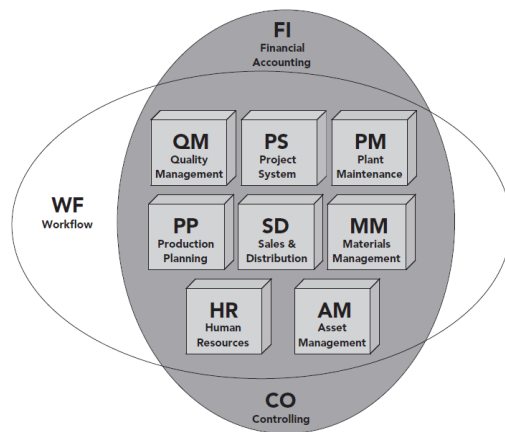 FI
Financial
Accounting
QM
Quality
Management
PS
Project
System
PM
Plant
Maintenance
WF
Workflow
PP
Production
Planning
SD
Sales &
Distribution
MM
Materials
Management
HR
Human
Resources
AM
Asset
Management
CO
Controlling